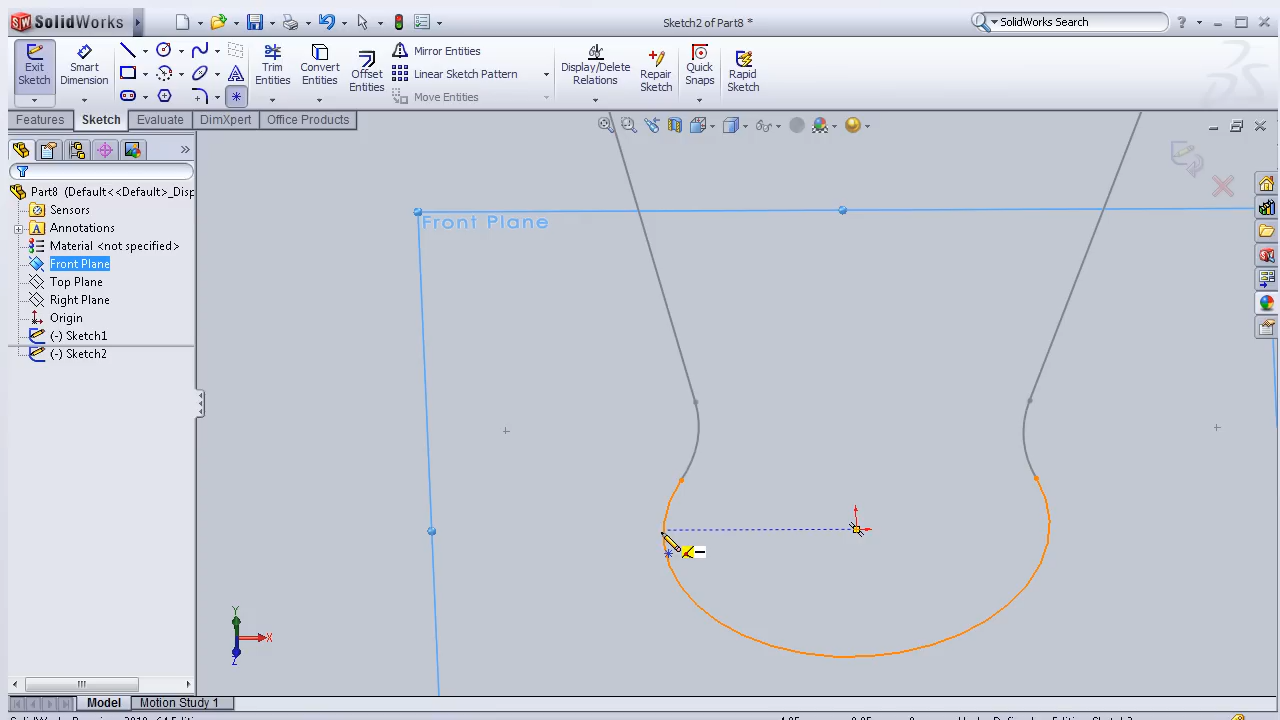 SolidWorks
Sketch2 of Part8 *
SolidWorks Search
?
Exit Sketch
Smart Dimension
Trim Entities
Convert Entities
Offset Entities
Mirror Entities
Linear Sketch Pattern
Move Entities
Display/Delete Relations
Repair Sketch
Quick Snaps
Rapid Sketch
Features
Sketch
Evaluate
DimXpert
Office Products
Part8 (Default<<Default>_Disp
Sensors
Annotations
Material <not specified>
Front Plane
Top Plane
Right Plane
Origin
(-) Sketch1
(-) Sketch2
Front Plane
Y
X
Z
Model
Motion Study 1